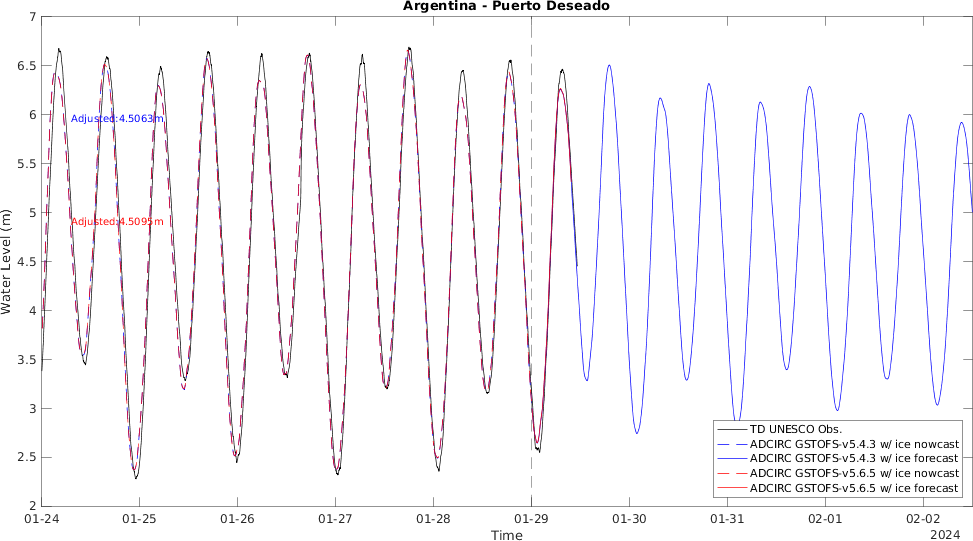 Argentina - Puerto Deseado
7
6.5
6
5.5
5
4.5
4
3.5
3
2.5
2
Water Level (m)
Adjusted:4.5063m
Adjusted:4.5095m
TD UNESCO Obs.
ADCIRC GSTOFS-v5.4.3 w/ ice nowcast
ADCIRC GSTOFS-v5.4.3 w/ ice forecast
ADCIRC GSTOFS-v5.6.5 w/ ice nowcast
ADCIRC GSTOFS-v5.6.5 w/ ice forecast
01-24 01-25 01-26 01-27 01-28 01-29 01-30 01-31 02-01 02-02
Time
2024